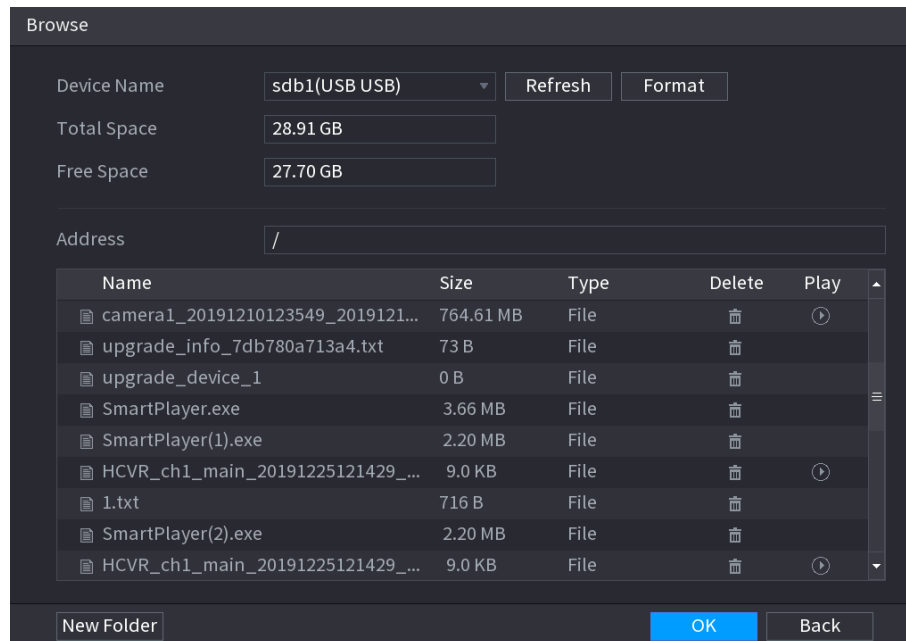 Browse
Device Name sdb1(USB USB) Refresh Format
Total Space 28.91 GB
Free Space 27.70 GB
Address /
Name Size Type Delete Play
camera1_20191210123549_2019121... 764.61 MB File
upgrade_info_7db780a713a4.txt 73 B File
upgrade_device_1 0 B File
SmartPlayer.exe 3.66 MB File
SmartPlayer(1).exe 2.20 MB File
HCVR_ch1_main_20191225121429_... 9.0 KB File
1.txt 716 B File
SmartPlayer(2).exe 2.20 MB File
HCVR_ch1_main_20191225121429_... 9.0 KB File
New Folder OK Back